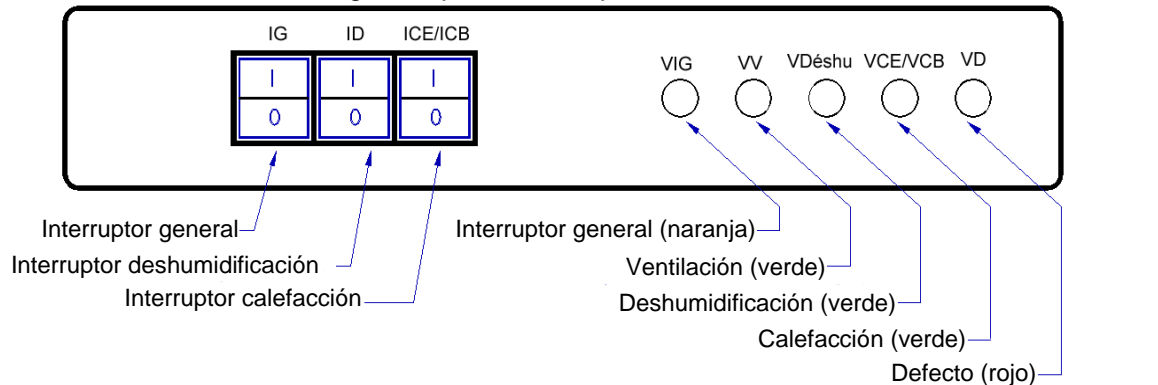 IG ID ICE/ICB
VIG VV VDéshu VCE/VCB VD
I I I
0 0 0
Interruptor general
Interruptor general (naranja)
Interruptor deshumidificación
Ventilación (verde)
Interruptor calefacción
Deshumidificación (verde)
Calefacción (verde)
Defecto (rojo)